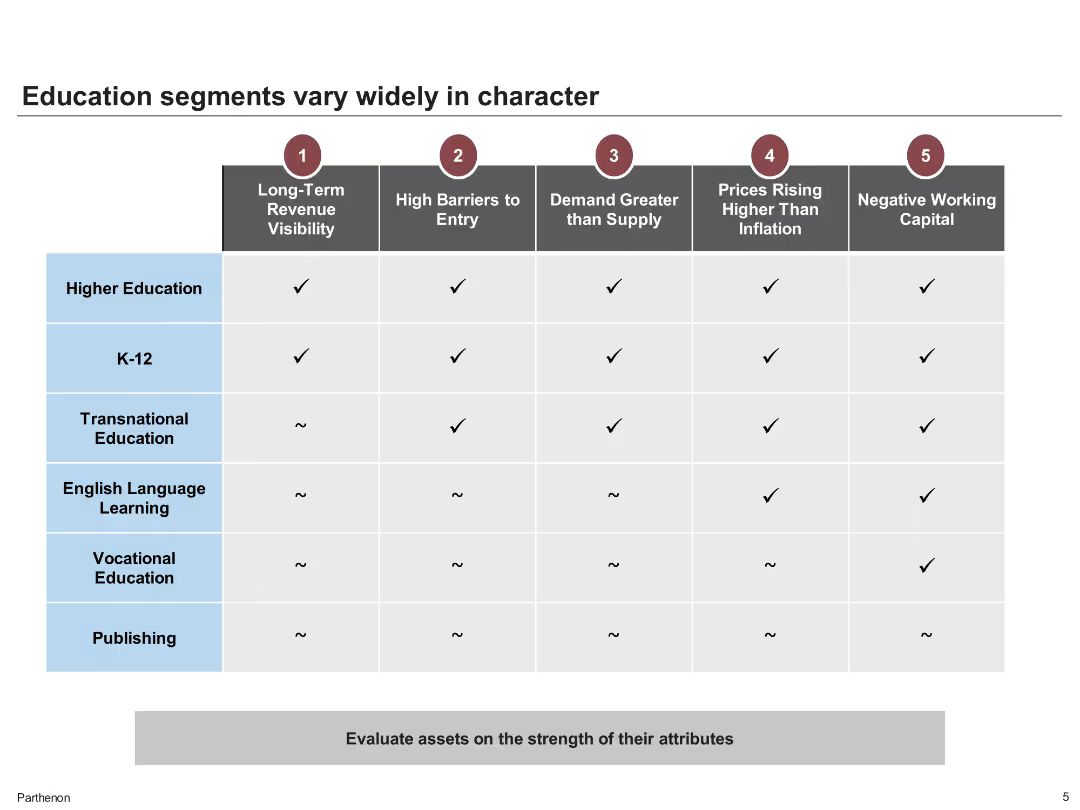 Education segments vary widely in character
1
2
3
4
5
Long-Term
Revenue
Visibility
High Barriers to
Entry
Demand Greater
than Supply
Prices Rising
Higher Than
Inflation
Negative Working
Capital
Higher Education
✓ ✓ ✓ ✓ ✓
K-12
✓ ✓ ✓ ✓ ✓
Transnational
Education
~ ✓ ✓ ✓ ✓
English Language
Learning
~ ~ ~ ✓ ✓
Vocational
Education
~ ~ ~ ~ ✓
Publishing
~ ~ ~ ~ ~
Evaluate assets on the strength of their attributes
Parthenon
5